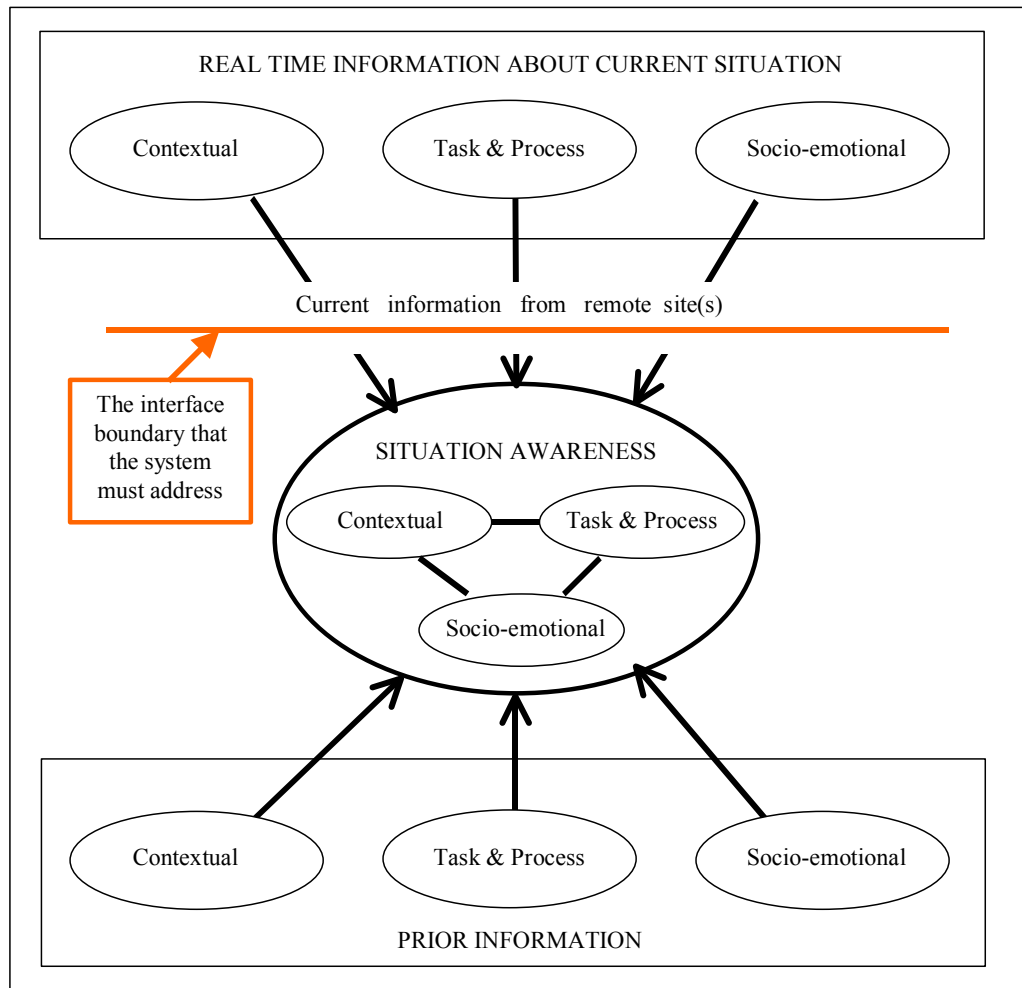 REAL TIME INFORMATION ABOUT CURRENT SITUATION
Contextual
Task & Process
Socio-emotional
Current information from remote site(s)
The interface
boundary that
the system
must address
SITUATION AWARENESS
Contextual
Task & Process
Socio-emotional
Contextual
Task & Process
Socio-emotional
PRIOR INFORMATION